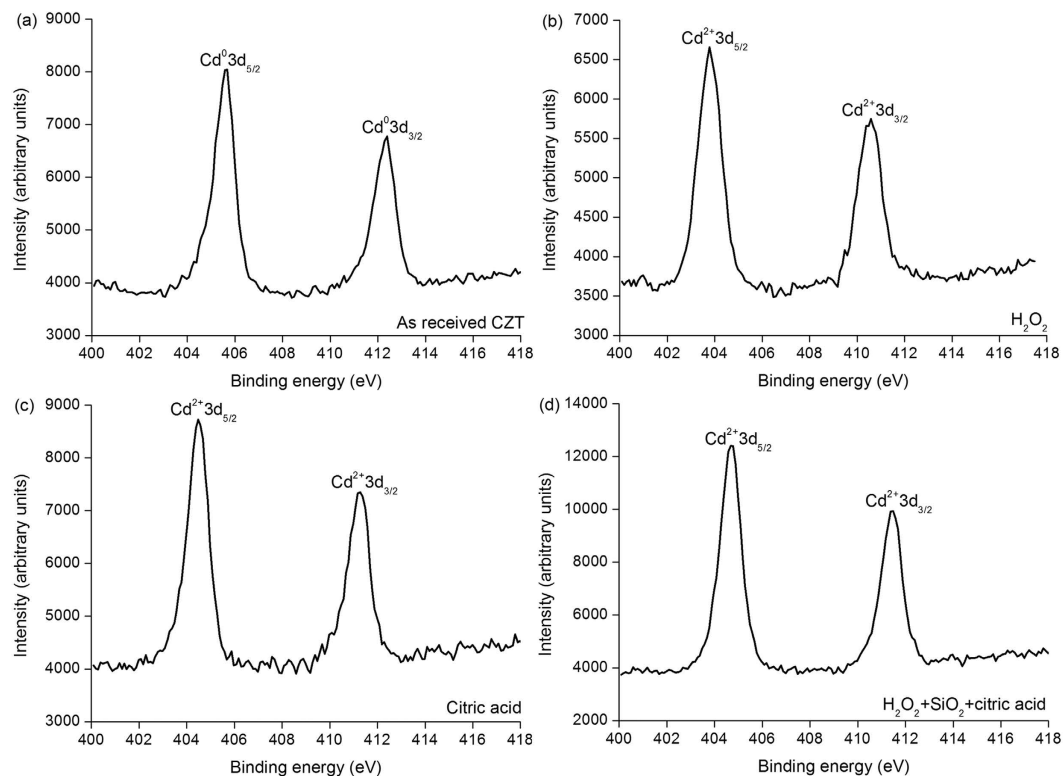 (a)
Intensity (arbitrary units)
9000
8000
7000
6000
5000
4000
3000
Cd⁰3d₅/₂
Cd⁰3d₃/₂
As received CZT
400 402 404 406 408 410 412 414 416 418
Binding energy (eV)
(b)
Intensity (arbitrary units)
7000
6500
6000
5500
5000
4500
4000
3500
3000
Cd²⁺3d₅/₂
Cd²⁺3d₃/₂
H₂O₂
400 402 404 406 408 410 412 414 416 418
Binding energy (eV)
(c)
Intensity (arbitrary units)
9000
8000
7000
6000
5000
4000
3000
Cd²⁺3d₅/₂
Cd²⁺3d₃/₂
Citric acid
400 402 404 406 408 410 412 414 416 418
Binding energy (eV)
(d)
Intensity (arbitrary units)
14000
12000
10000
8000
6000
4000
2000
Cd²⁺3d₅/₂
Cd²⁺3d₃/₂
H₂O₂+SiO₂+citric acid
400 402 404 406 408 410 412 414 416 418
Binding energy (eV)